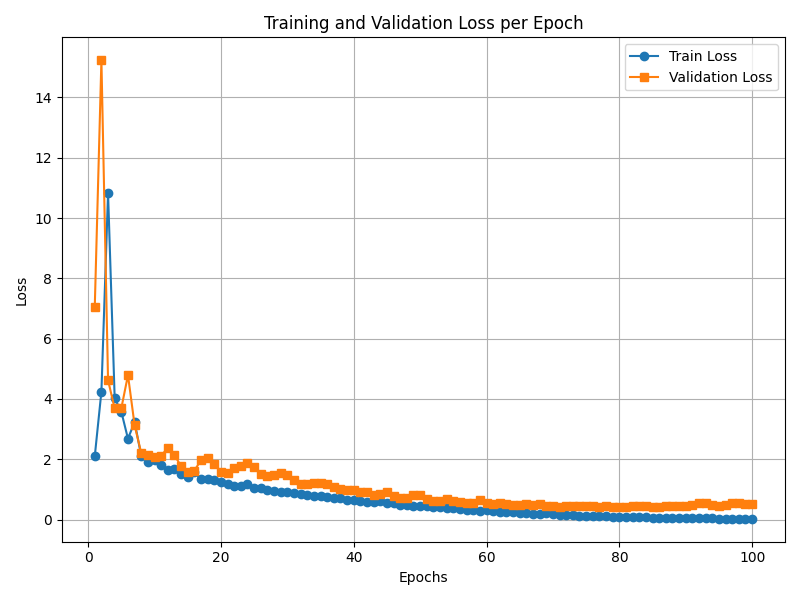 Training and Validation Loss per Epoch
Train Loss
Validation Loss
14
12
10
8
6
4
2
0
Loss
0 20 40 60 80 100
Epochs